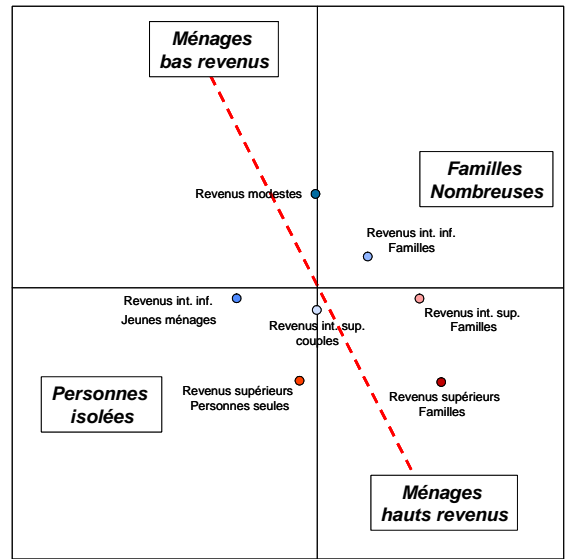 Ménages
bas revenus
Familles
Nombreuses
Revenus modestes
Revenus int. inf.
Familles
Revenus int. inf.
Jeunes ménages
Revenus int. sup.
couples
Revenus int. sup.
Familles
Personnes
isolées
Revenus supérieurs
Personnes seules
Revenus supérieurs
Familles
Ménages
hauts revenus